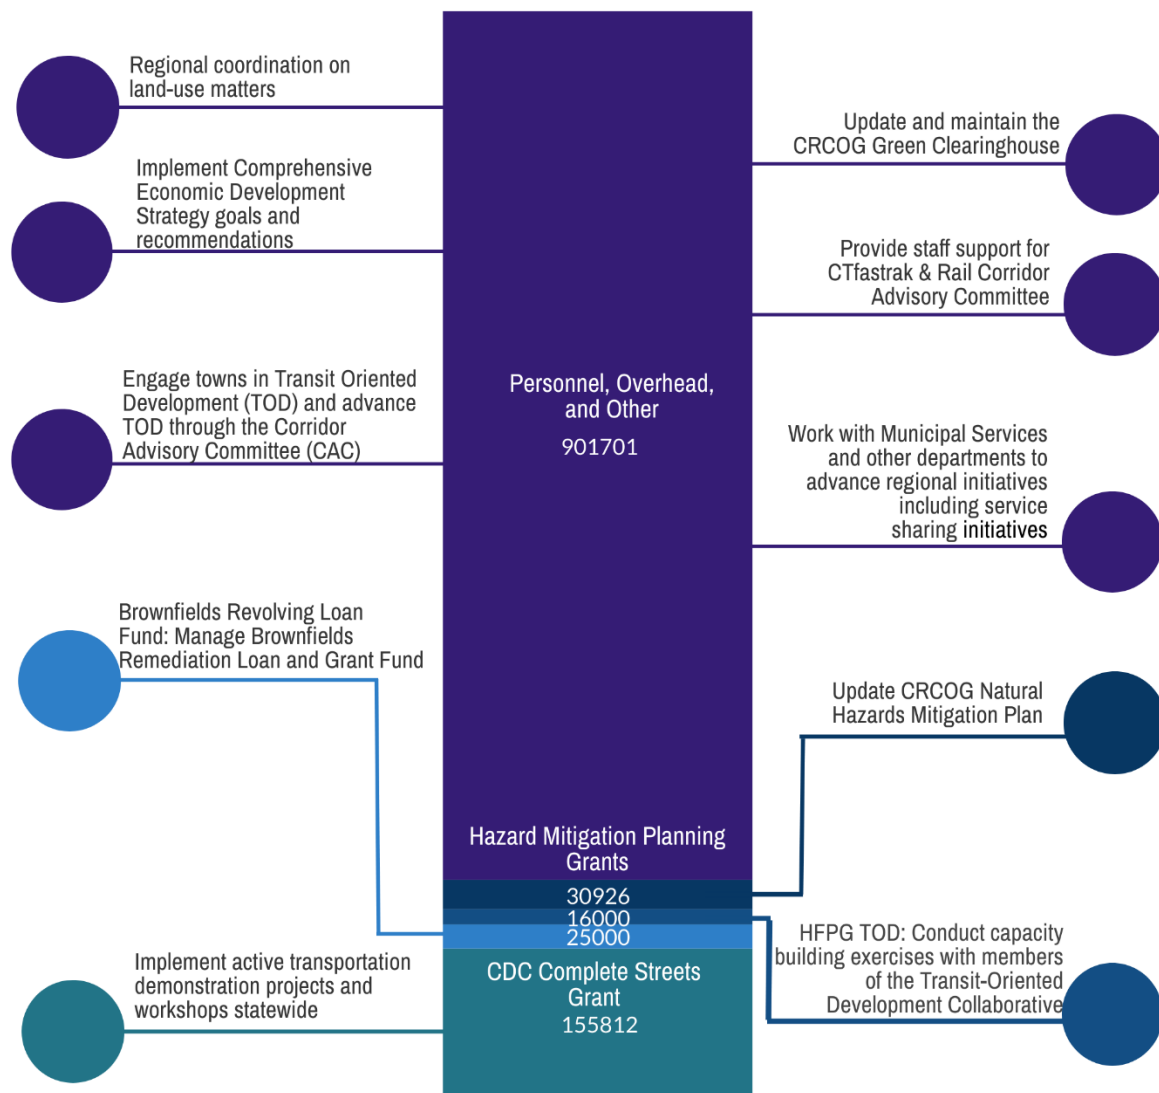 Regional coordination on
land-use matters
Implement Comprehensive
Economic Development
Strategy goals and
recommendations
Engage towns in Transit Oriented
Development (TOD) and advance
TOD through the Corridor
Advisory Committee (CAC)
Brownfields Revolving Loan
Fund: Manage Brownfields
Remediation Loan and Grant Fund
Implement active transportation
demonstration projects and
workshops statewide
Personnel, Overhead,
and Other
901701
Hazard Mitigation Planning
Grants
30926
16000
25000
CDC Complete Streets
Grant
155812
Update and maintain the
CRCOG Green Clearinghouse
Provide staff support for
CTfastrak & Rail Corridor
Advisory Committee
Work with Municipal Services
and other departments to
advance regional initiatives
including service
sharing initiatives
Update CRCOG Natural
Hazards Mitigation Plan
HFPG TOD: Conduct capacity
building exercises with members
of the Transit-Oriented
Development Collaborative